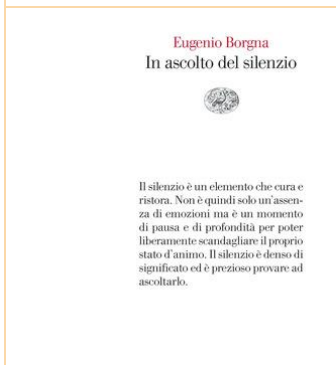 Eugenio Borgna
In ascolto del silenzio
Il silenzio è un elemento che cura e
ristora. Non è quindi solo un'assen-
za di emozioni ma è un momento
di pausa e di profondità per poter
liberamente scandagliare il proprio
stato d'animo. Il silenzio è denso di
significato ed è prezioso provare ad
ascoltarlo.